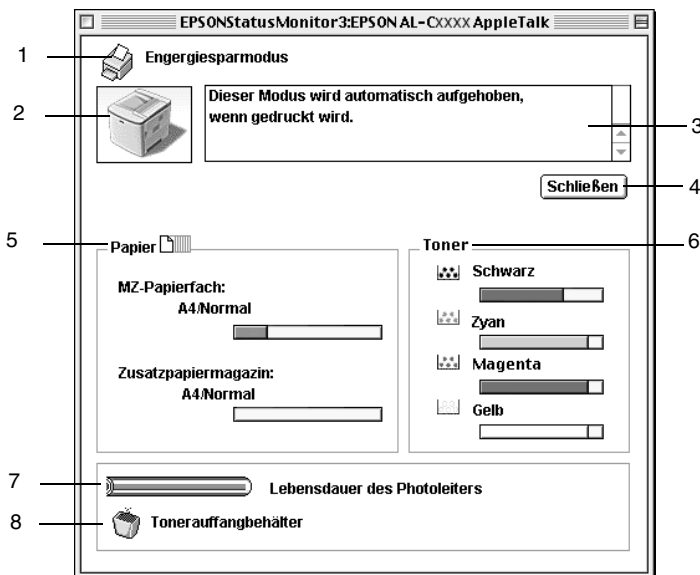 EPSONStatusMonitor3:EPSON AL-CXXXX AppleTalk
1
Engergiesparmodus
2
Dieser Modus wird automatisch aufgehoben,
wenn gedruckt wird.
3
Schließen
4
5
Papier
Toner
6
MZ-Papierfach:
A4/Normal
Zusatzpapiermagazin:
A4/Normal
Schwarz
Zyan
Magenta
Gelb
7
Lebensdauer des Photoleiters
8
Tonerauffangbehälter